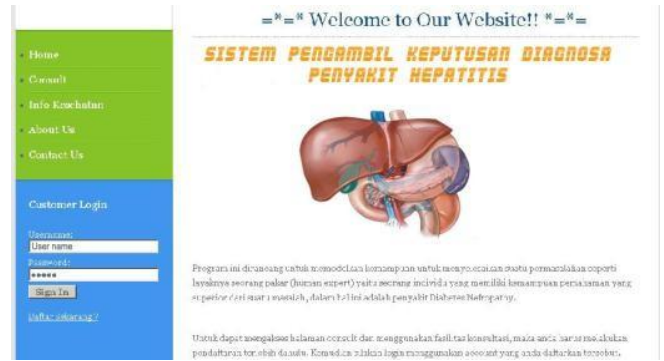 =*=* Welcome to Our Website!! *=*=
SISTEM PENGAMBIL KEPUTUSAN DIAGNOSA
PENYAKIT HEPATITIS
Home
Consult
Info Kesehatan
About Us
Contact Us
Customer Login
Username:
User name
Password:
Sign In
Daftar sekarang?
Program ini dirancang untuk memodelkan kemampuan untuk menyelesaikan suatu permasalahan seperti
layaknya seorang pakar (human expert) yaitu seorang individu yang memiliki kemampuan pemahaman yang
superior dari suatu masalah, dalam hal ini adalah penyakit Diabetes Nefropathy.
Untuk dapat mengakses halaman consult dan menggunakan fasilitas konsultasi, maka anda harus melakukan
pendaftaran terlebih dahulu. Kemudian silakan login menggunakan account yang anda daftarkan tersebut.